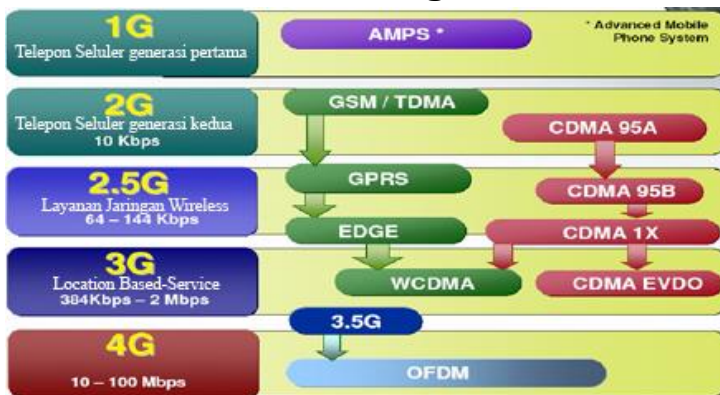 1G
Telepon Seluler generasi pertama
AMPS *
* Advanced Mobile
Phone System
2G
Telepon Seluler generasi kedua
10 Kbps
GSM / TDMA
CDMA 95A
2.5G
Layanan Jaringan Wireless
64 – 144 Kbps
GPRS
CDMA 95B
EDGE
CDMA 1X
3G
Location Based-Service
384Kbps – 2 Mbps
WCDMA
CDMA EVDO
3.5G
4G
10 – 100 Mbps
OFDM